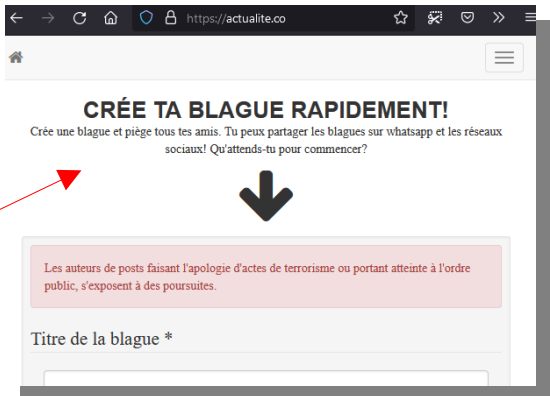 https://actualite.co
CRÉE TA BLAGUE RAPIDEMENT!
Crée une blague et piège tous tes amis. Tu peux partager les blagues sur whatsapp et les réseaux
sociaux! Qu'attends-tu pour commencer?
Les auteurs de posts faisant l'apologie d'actes de terrorisme ou portant atteinte à l'ordre
public, s'exposent à des poursuites.
Titre de la blague *